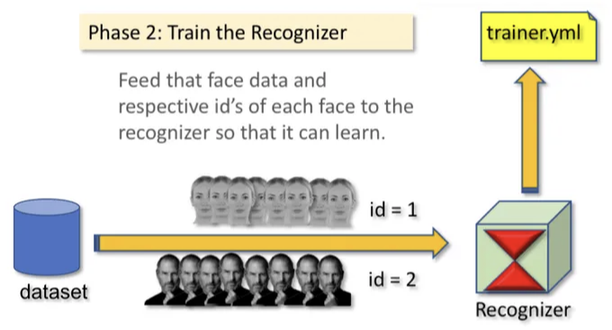 Phase 2: Train the Recognizer
trainer.yml
Feed that face data and
respective id's of each face to the
recognizer so that it can learn.
id = 1
id = 2
dataset
Recognizer